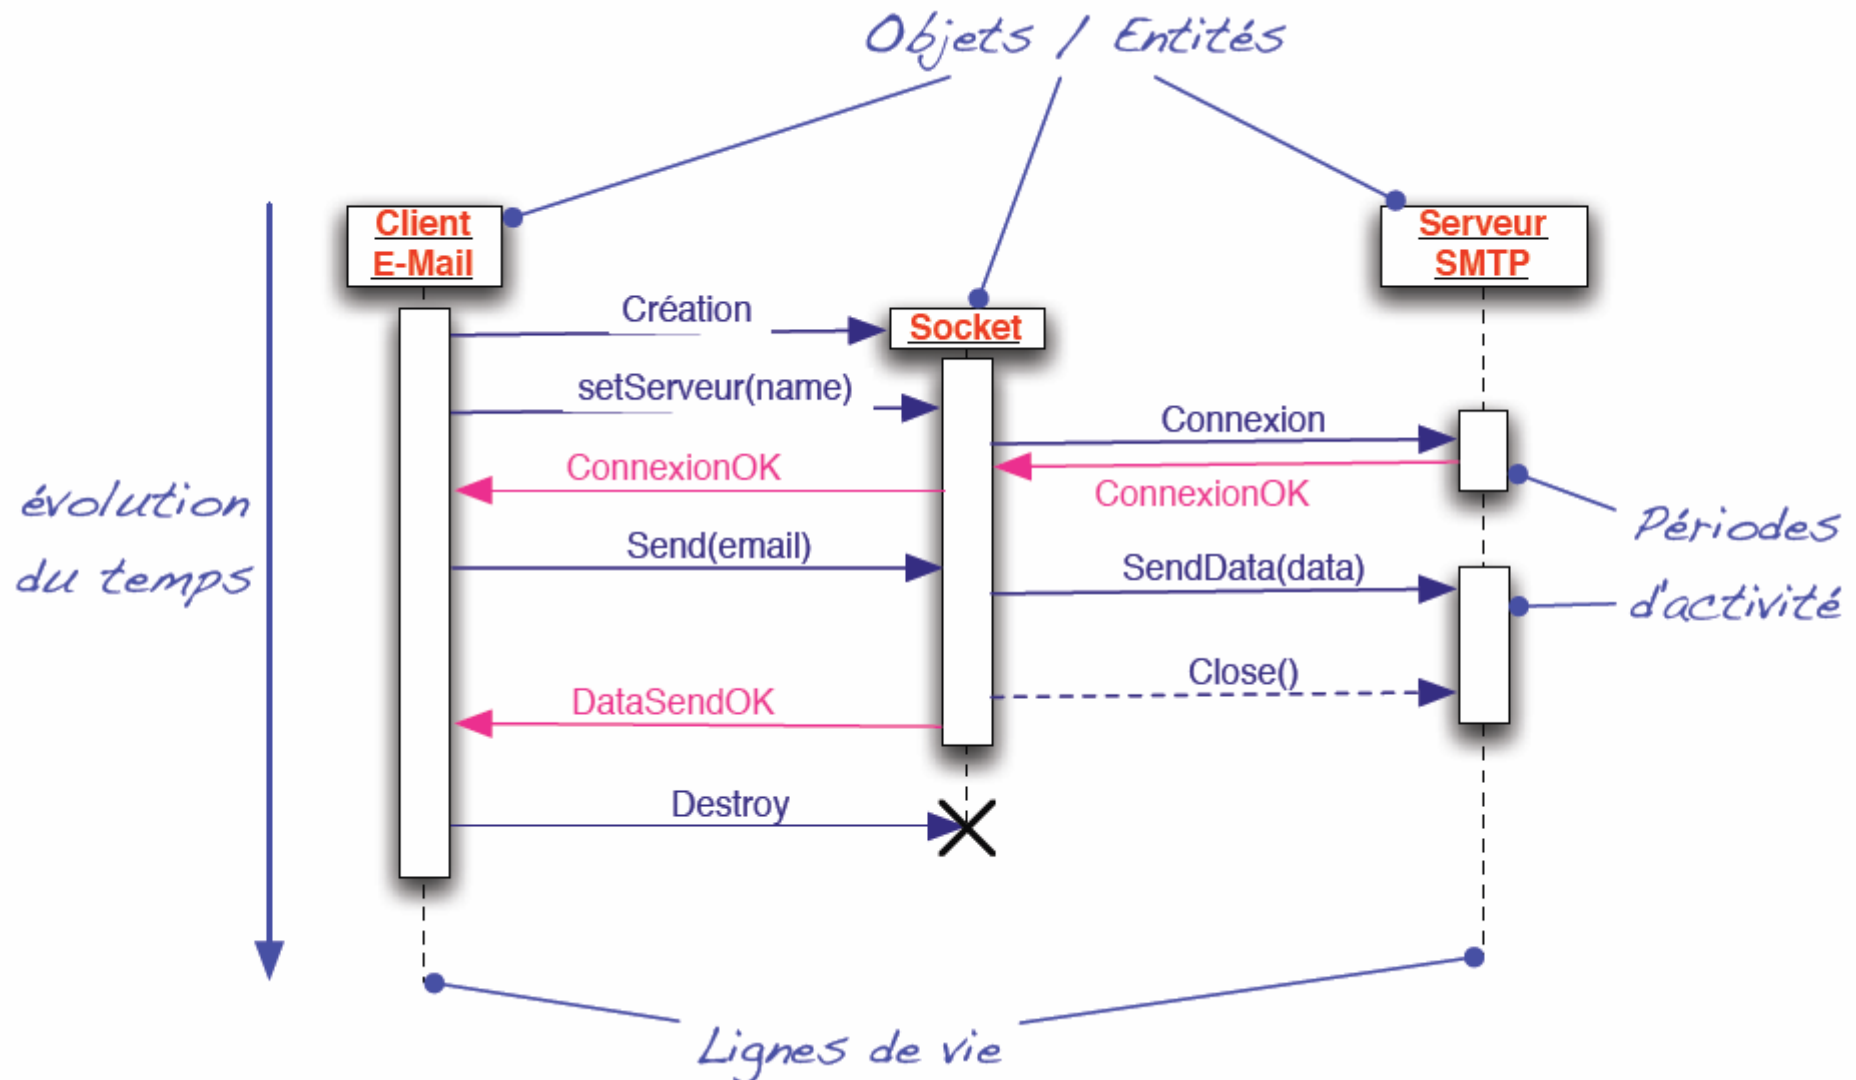 Objets / Entités
Client
E-Mail
Serveur
SMTP
Création
Socket
setServeur(name)
Connexion
ConnexionOK
ConnexionOK
évolution
du temps
Périodes
d'activité
Send(email)
SendData(data)
Close()
DataSendOK
Destroy
Lignes de vie